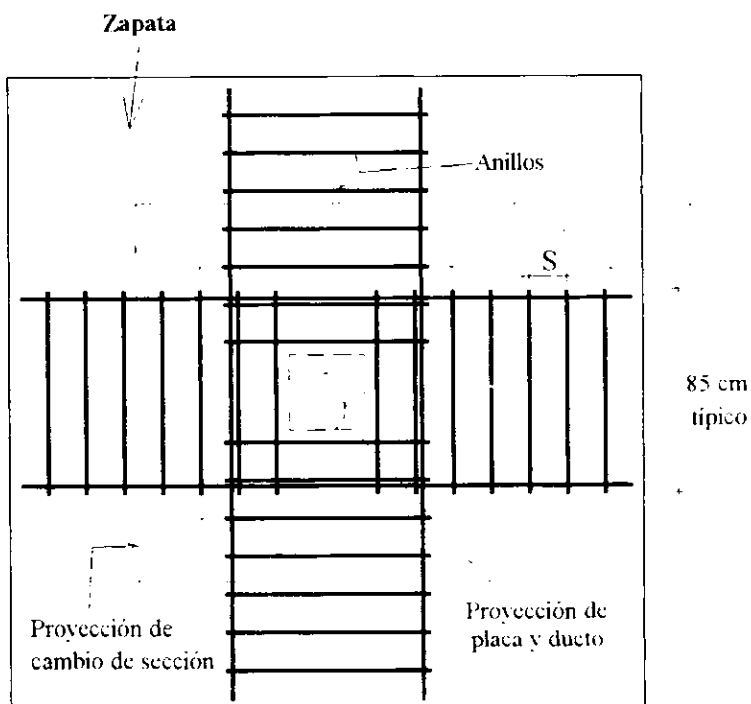 Zapata
Anillos
S
85 cm
típico
Proyección de
cambio de sección
Proyección de
placa y ducto